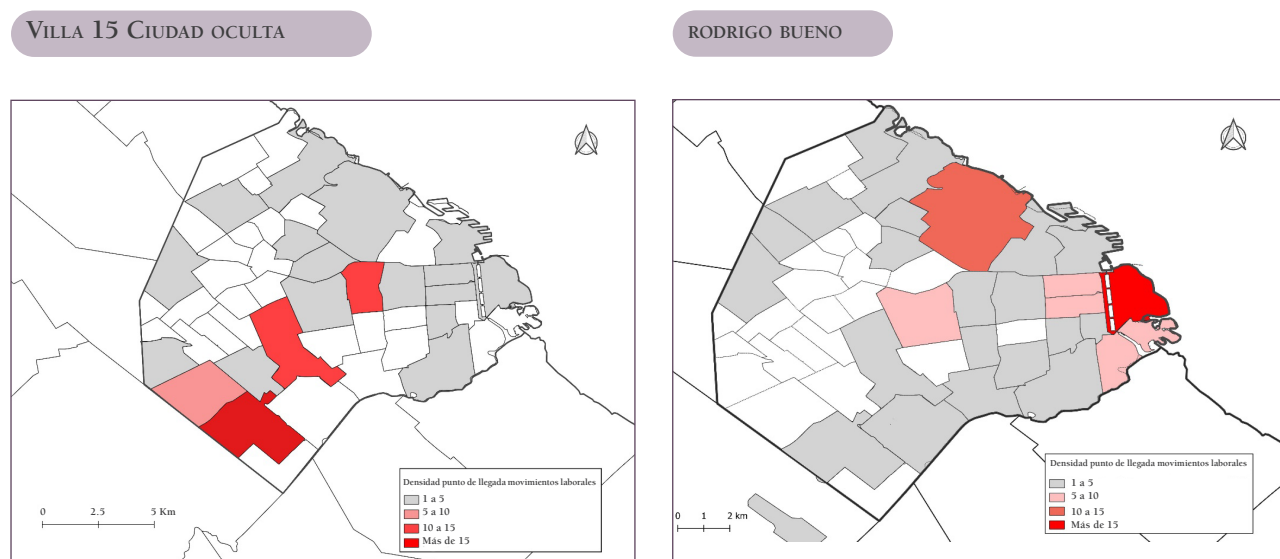 VILLA 15 CIUDAD OCULTA
RODRIGO BUENO
Densidad punto de llegada movimientos laborales
1 a 5
5 a 10
10 a 15
Más de 15
0 2.5 5 Km
Densidad punto de llegada movimientos laborales
1 a 5
5 a 10
10 a 15
Más de 15
0 1 2 km